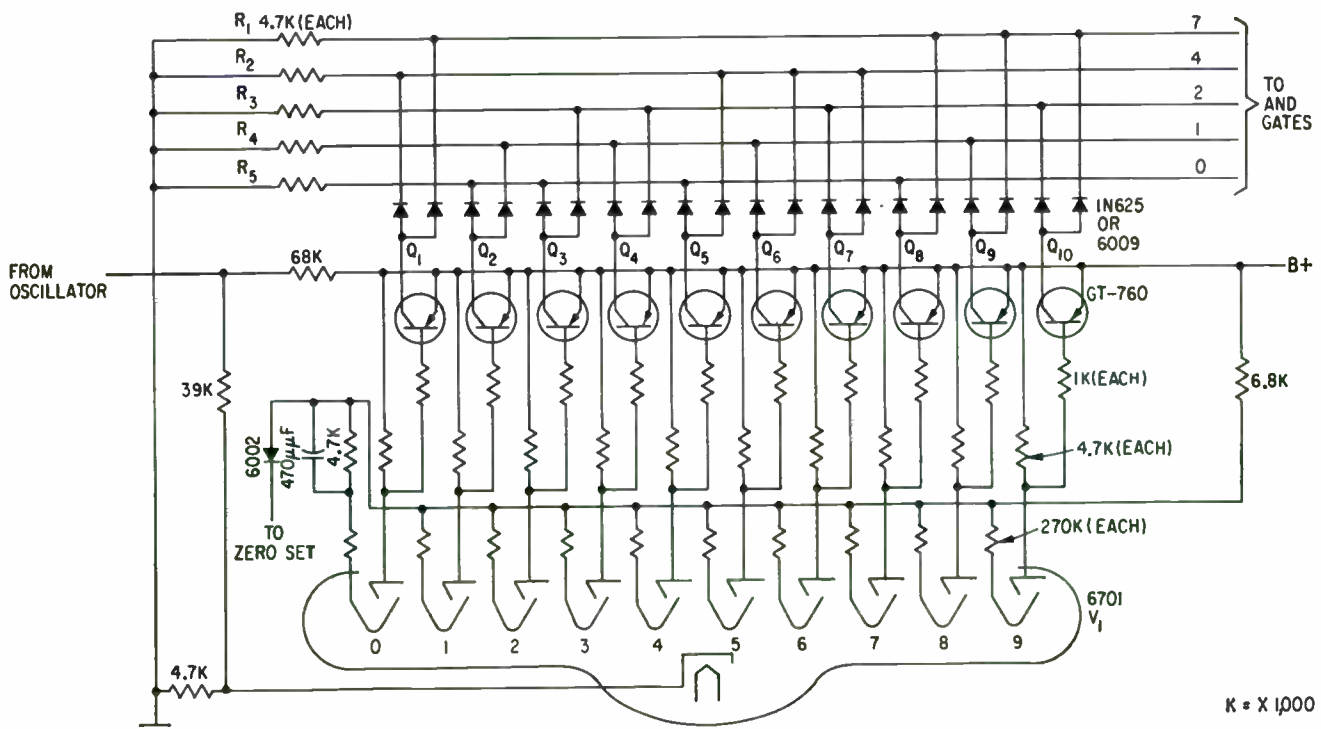 R1 4.7K(EACH)
7
R2
4
R3
2
R4
1
R5
0
TO
AND
GATES
1N625
OR
6009
Q1
Q2
Q3
Q4
Q5
Q6
Q7
Q8
Q9
Q10
FROM
OSCILLATOR
68K
B+
GT-760
39K
6002
470μμF
4.7K
1K(EACH)
6.8K
4.7K(EACH)
TO
ZERO SET
270K(EACH)
6701
V1
0
1
2
3
4
5
6
7
8
9
4.7K
K = X 1,000